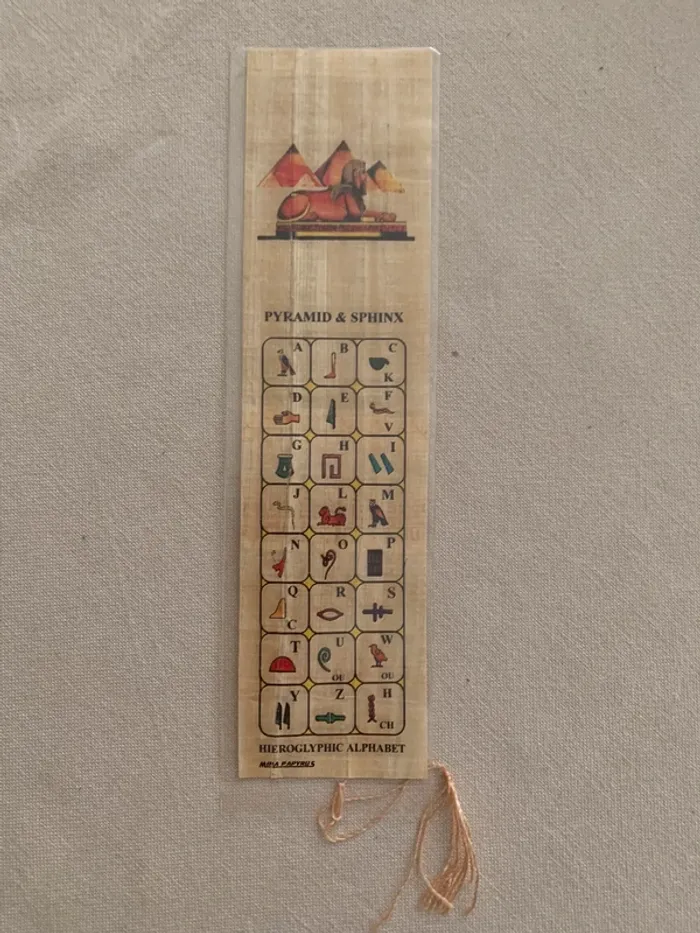 PYRAMID & SPHINX
A B C K
D E F V
G H I
J L M
N O P
Q C R S
T U OU W OU
Y Z H CH
HIEROGLYPHIC ALPHABET
MINA PAPYRUS